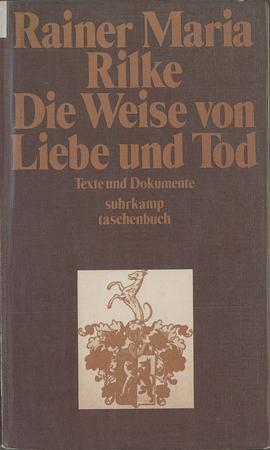 Rainer Maria
Rilke
Die Weise von
Liebe und Tod
Texte und Dokumente
suhrkamp
taschenbuch